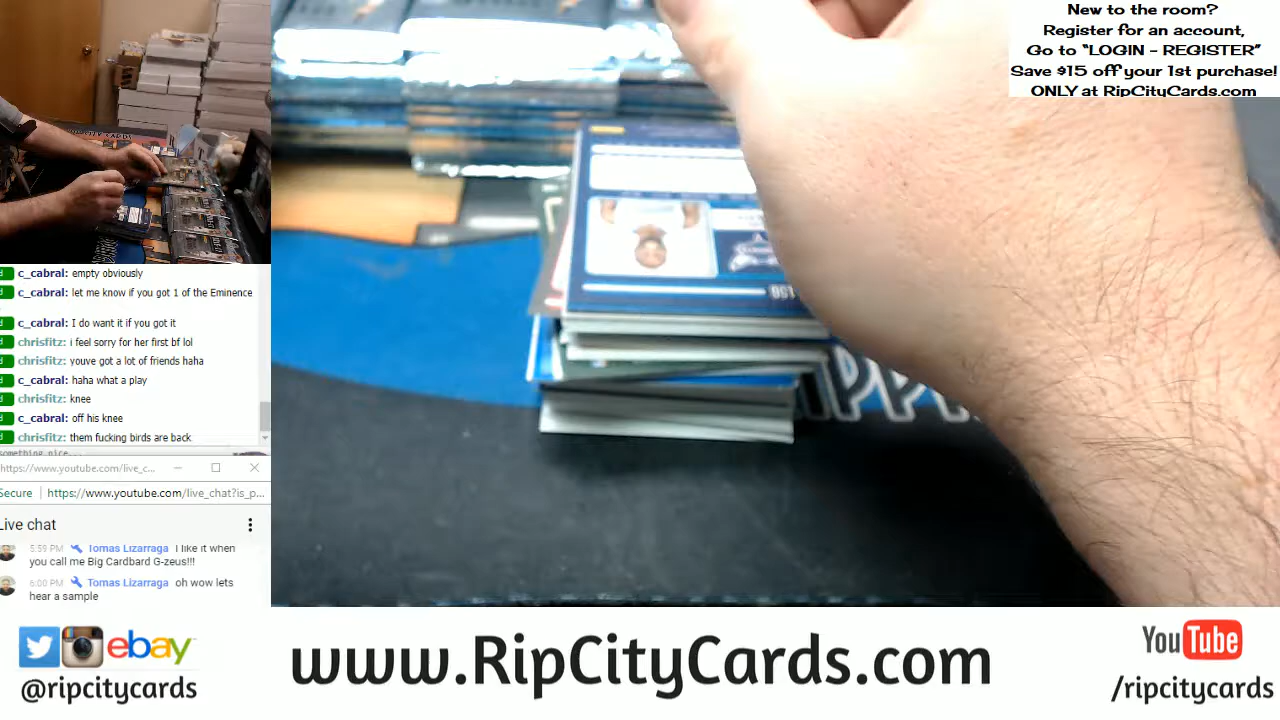 New to the room?
Register for an account,
Go to “LOGIN - REGISTER”
Save $15 off your 1st purchase!
ONLY at RipCityCards.com
c_cabral: empty obviously
c_cabral: let me know if you got 1 of the Eminence
c_cabral: I do want it if you got it
chrisfitz: i feel sorry for her first bf lol
chrisfitz: youve got a lot of friends haha
c_cabral: haha what a play
chrisfitz: knee
c_cabral: off his knee
chrisfitz: them fucking birds are back
something nice...
https://www.youtube.com/live_c...
Secure https://www.youtube.com/live_chat?is_p...
Live chat
5:59 PM Tomas Lizarraga I like it when
you call me Big Cardbard G-zeus!!!
6:00 PM Tomas Lizarraga oh wow lets
hear a sample
ebay
@ripcitycards
www.RipCityCards.com
YouTube
/ripcitycards